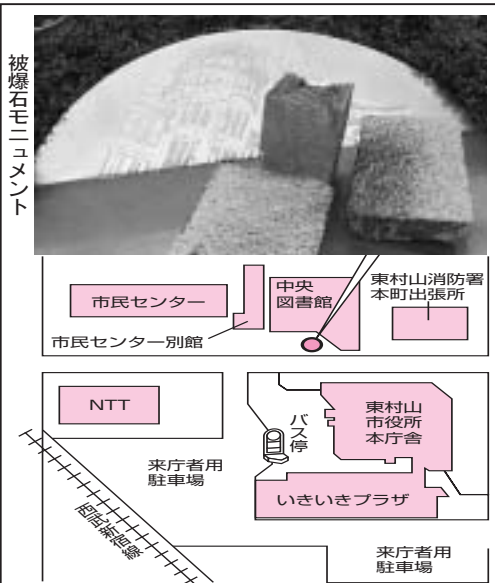 被爆石モニュメント
市民センター
市民センター別館
中央
図書館
東村山消防署
本町出張所
NTT
バス停
東村山
市役所
本庁舎
来庁者用
駐車場
いきいきプラザ
西武新宿線
来庁者用
駐車場